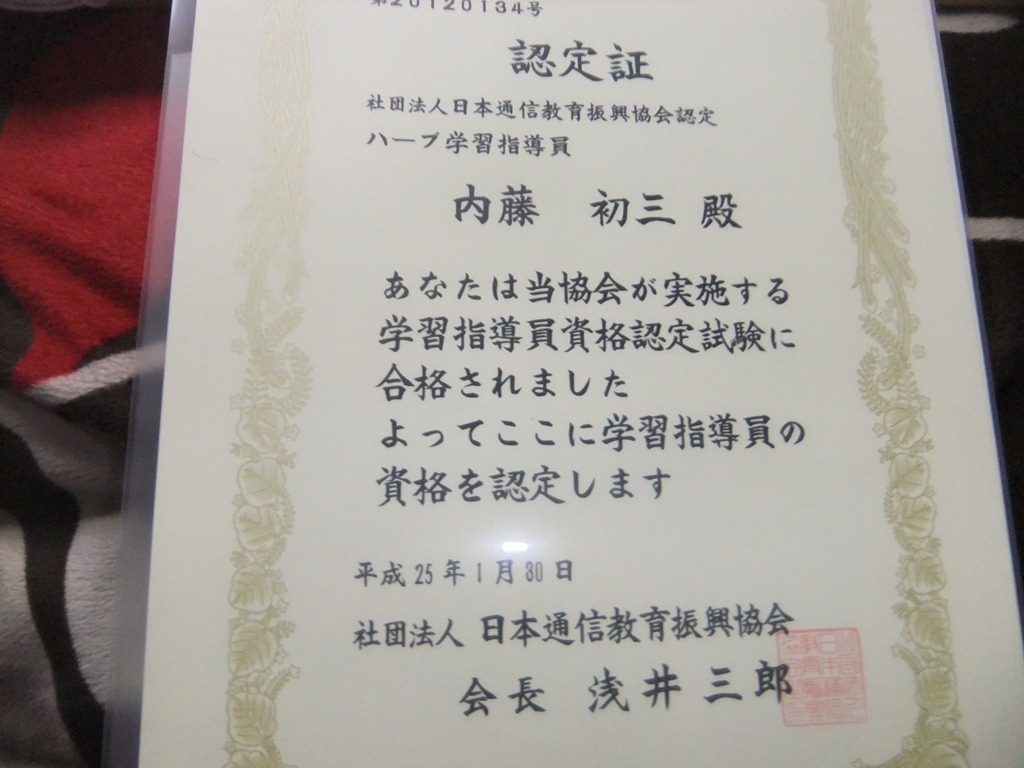 第20120134号
認定証
社団法人日本通信教育振興協会認定
ハーブ学習指導員
内藤 初三 殿
あなたは当協会が実施する
学習指導員資格認定試験に
合格されました
よってここに学習指導員の
資格を認定します
平成25年1月30日
社団法人 日本通信教育振興協会
会長 浅井三郎